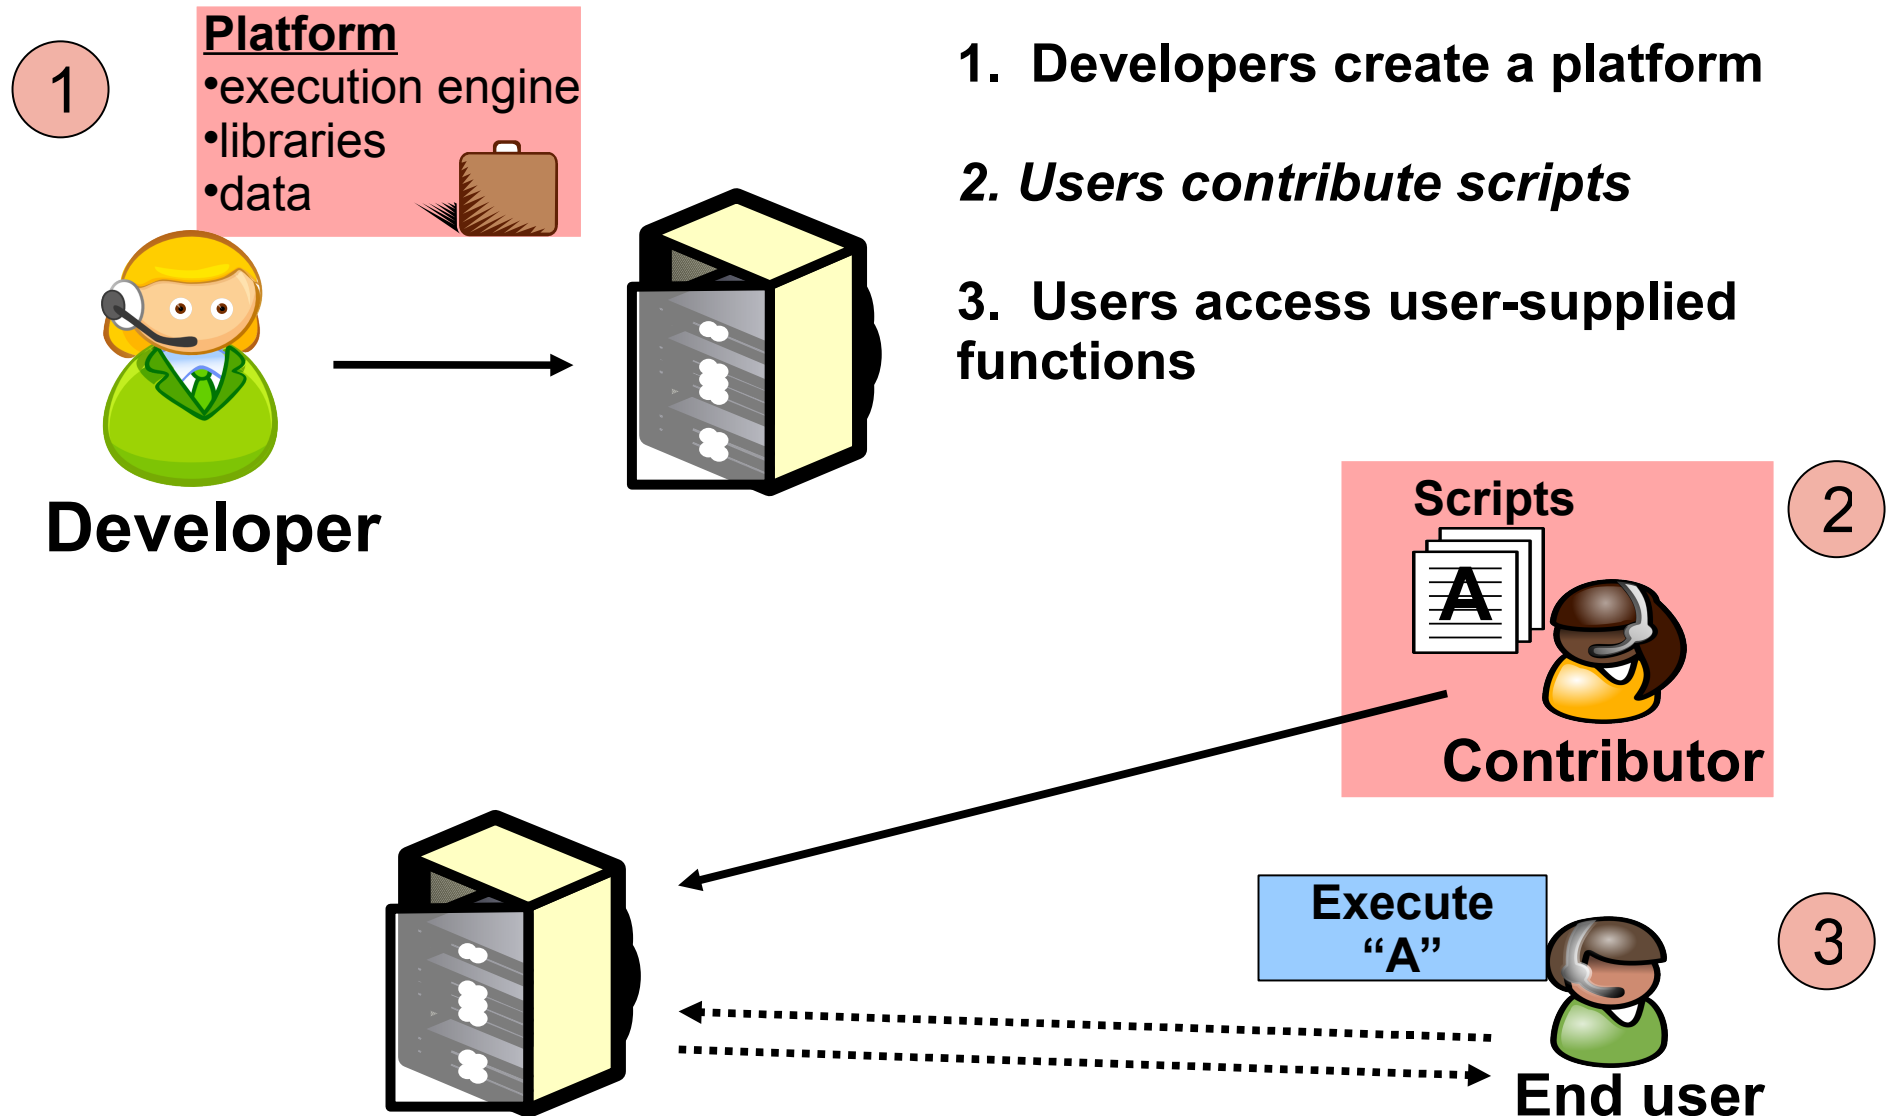 1
Platform
•execution engine
•libraries
•data
Developer
1. Developers create a platform
2. Users contribute scripts
3. Users access user-supplied
functions
Scripts
A
Contributor
2
Execute
“A”
End user
3